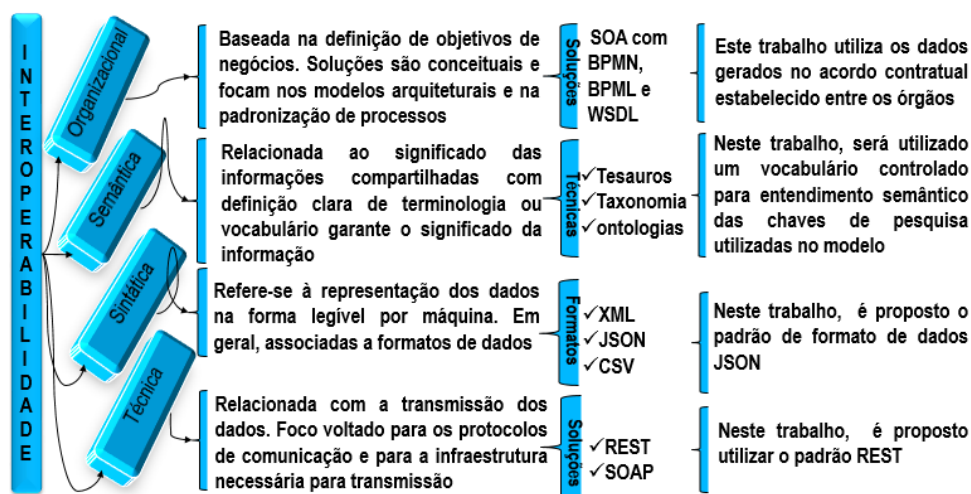 INTEROPERABILIDADE
Organizacional
Baseada na definição de objetivos de
negócios. Soluções são conceituais e
focam nos modelos arquiteturais e na
padronização de processos
Soluções
SOA com
BPMN,
BPML e
WSDL
Este trabalho utiliza os dados
gerados no acordo contratual
estabelecido entre os órgãos
Semântica
Relacionada ao significado das
informações compartilhadas com
definição clara de terminologia ou
vocabulário garante o significado da
informação
Técnicas
✓Tesauros
✓Taxonomia
✓ontologias
Neste trabalho, será utilizado
um vocabulário controlado
para entendimento semântico
das chaves de pesquisa
utilizadas no modelo
Sintática
Refere-se à representação dos dados
na forma legível por máquina. Em
geral, associadas a formatos de dados
Formatos
✓XML
✓JSON
✓CSV
Neste trabalho, é proposto o
padrão de formato de dados
JSON
Técnica
Relacionada com a transmissão dos
dados. Foco voltado para os protocolos
de comunicação e para a infraestrutura
necessária para transmissão
Soluções
✓REST
✓SOAP
Neste trabalho, é proposto
utilizar o padrão REST